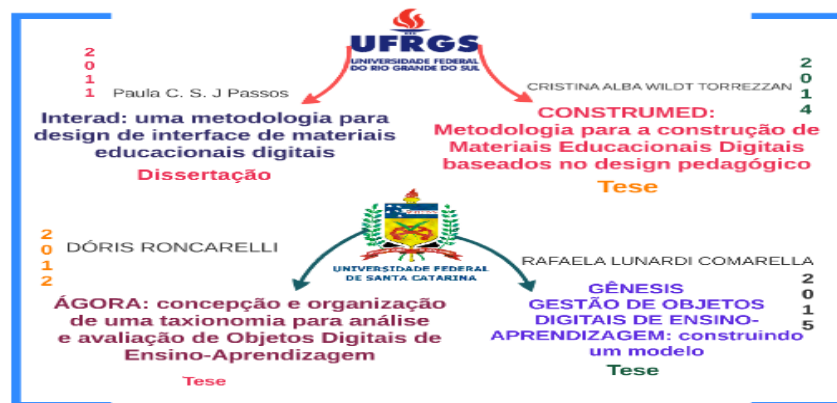 UFRGS
UNIVERSIDADE FEDERAL
DO RIO GRANDE DO SUL
2011
Paula C. S. J Passos
Interad: uma metodologia para
design de interface de materiais
educacionais digitais
Dissertação
CRISTINA ALBA WILDT TORREZZAN
2014
CONSTRUMED:
Metodologia para a construção de
Materiais Educacionais Digitais
baseados no design pedagógico
Tese
UNIVERSIDADE FEDERAL
DE SANTA CATARINA
2012
DÓRIS RONCARELLI
ÁGORA: concepção e organização
de uma taxionomia para análise
e avaliação de Objetos Digitais de
Ensino-Aprendizagem
Tese
RAFAELA LUNARDI COMARELLA
2015
GÊNESIS
GESTÃO DE OBJETOS
DIGITAIS DE ENSINO-
APRENDIZAGEM: construindo
um modelo
Tese